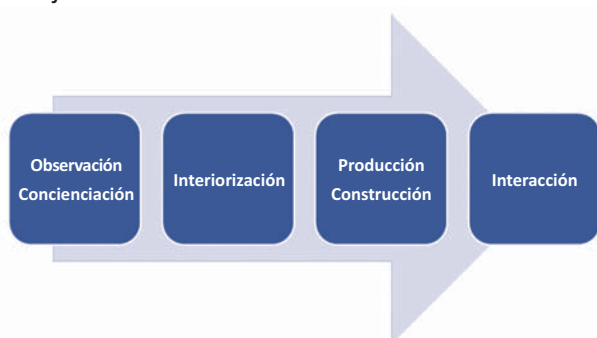 Observación
Concienciación
Interiorización
Producción
Construcción
Interacción